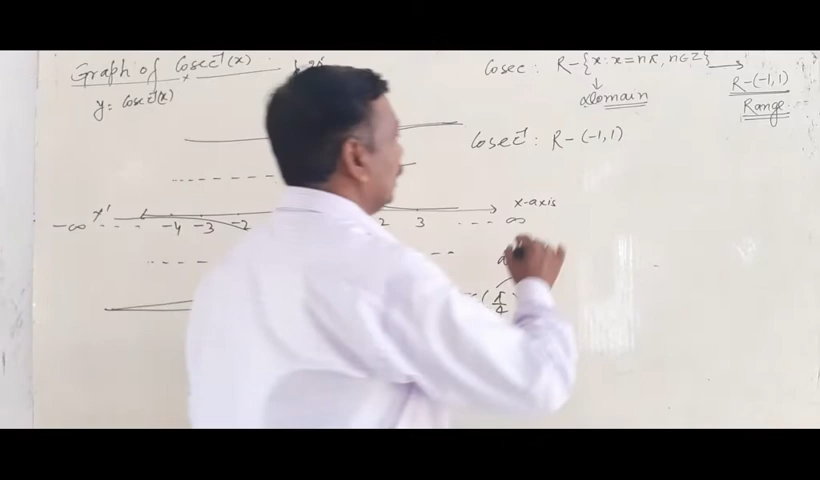 Graph of Cosec⁻¹(x)
y = Cosec⁻¹(x)
Cosec : R-{x : x = nπ, n∈Z}
Domain
R-(-1,1)
Range
Cosec⁻¹ : R-(-1,1)
x-axis
-∞ x' -4 -3 -2 2 3 ∞
(π/4